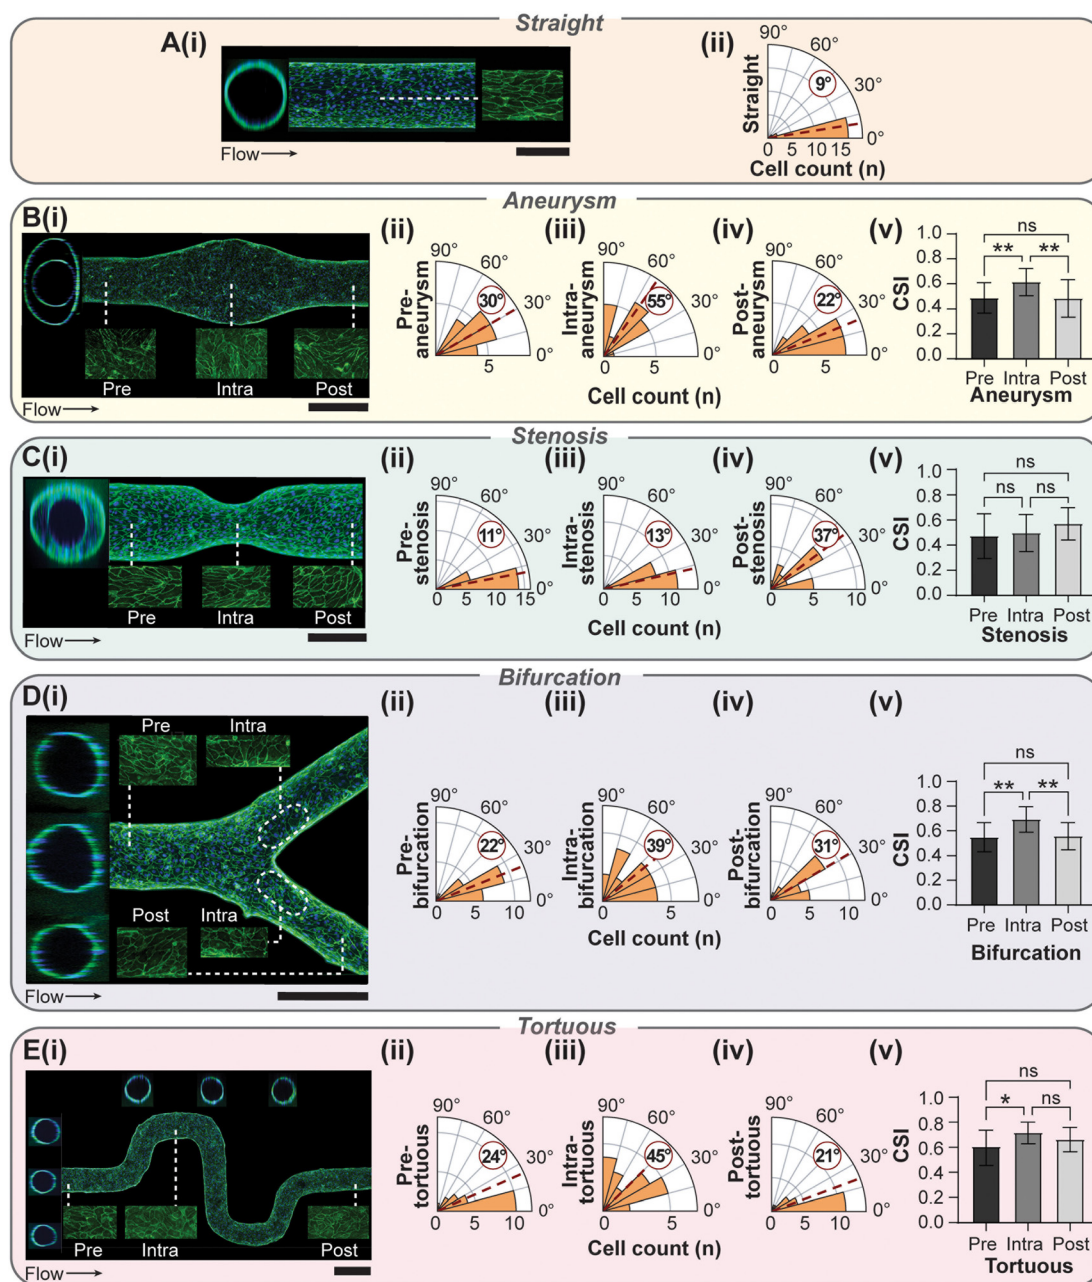 Straight
A(i)
Flow
(ii)
Straight
90°
60°
30°
0°
9°
0 5 10 15
Cell count (n)
Aneurysm
B(i)
Pre
Intra
Post
Flow
(ii)
Pre-
aneurysm
90°
60°
30°
0°
5
(iii)
Intra-
aneurysm
90°
60°
55°
0°
5
(iv)
Post-
aneurysm
90°
60°
22°
30°
0°
5
Cell count (n)
(v)
CSI
1.0
0.8
0.6
0.4
0.2
0.0
ns
** **
Pre Intra Post
Aneurysm
Stenosis
C(i)
Pre
Intra
Post
Flow
(ii)
Pre-
stenosis
90°
60°
11°
30°
0°
0 5 10 15
(iii)
Intra-
stenosis
90°
60°
13°
30°
0°
0 5 10
(iv)
Post-
stenosis
90°
60°
37°
30°
0°
0 5 10
Cell count (n)
(v)
CSI
1.0
0.8
0.6
0.4
0.2
0.0
ns
ns ns
Pre Intra Post
Stenosis
Bifurcation
D(i)
Pre
Intra
Post
Intra
Flow
(ii)
Pre-
bifurcation
90°
60°
22°
30°
0°
0 5 10
(iii)
Intra-
bifurcation
90°
60°
39°
30°
0°
0 4
(iv)
Post-
bifurcation
90°
60°
31°
30°
0°
0 5 10
Cell count (n)
(v)
CSI
1.0
0.8
0.6
0.4
0.2
0.0
ns
** **
Pre Intra Post
Bifurcation
Tortuous
E(i)
Pre
Intra
Post
Flow
(ii)
Pre-
tortuous
90°
60°
24°
30°
0°
0 5 10
(iii)
Intra-
tortuous
90°
60°
45°
30°
0°
0 5
(iv)
Post-
tortuous
90°
60°
21°
30°
0°
0 5 10
Cell count (n)
(v)
CSI
1.0
0.8
0.6
0.4
0.2
0.0
ns
* ns
Pre Intra Post
Tortuous